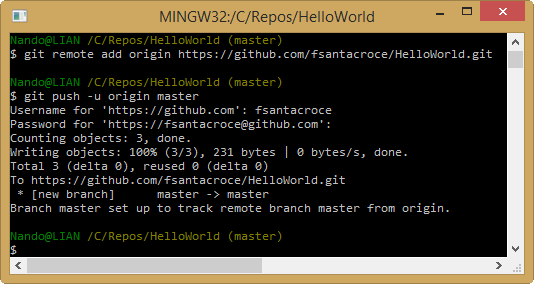 MINGW32:/C/Repos/HelloWorld
Nando@LIAN /C/Repos/HelloWorld (master)
$ git remote add origin https://github.com/fsantacroce/HelloWorld.git
Nando@LIAN /C/Repos/HelloWorld (master)
$ git push -u origin master
Username for 'https://github.com': fsantacroce
Password for 'https://fsantacroce@github.com':
Counting objects: 3, done.
Writing objects: 100% (3/3), 231 bytes | 0 bytes/s, done.
Total 3 (delta 0), reused 0 (delta 0)
To https://github.com/fsantacroce/HelloWorld.git
 * [new branch]      master -> master
Branch master set up to track remote branch master from origin.
Nando@LIAN /C/Repos/HelloWorld (master)
$